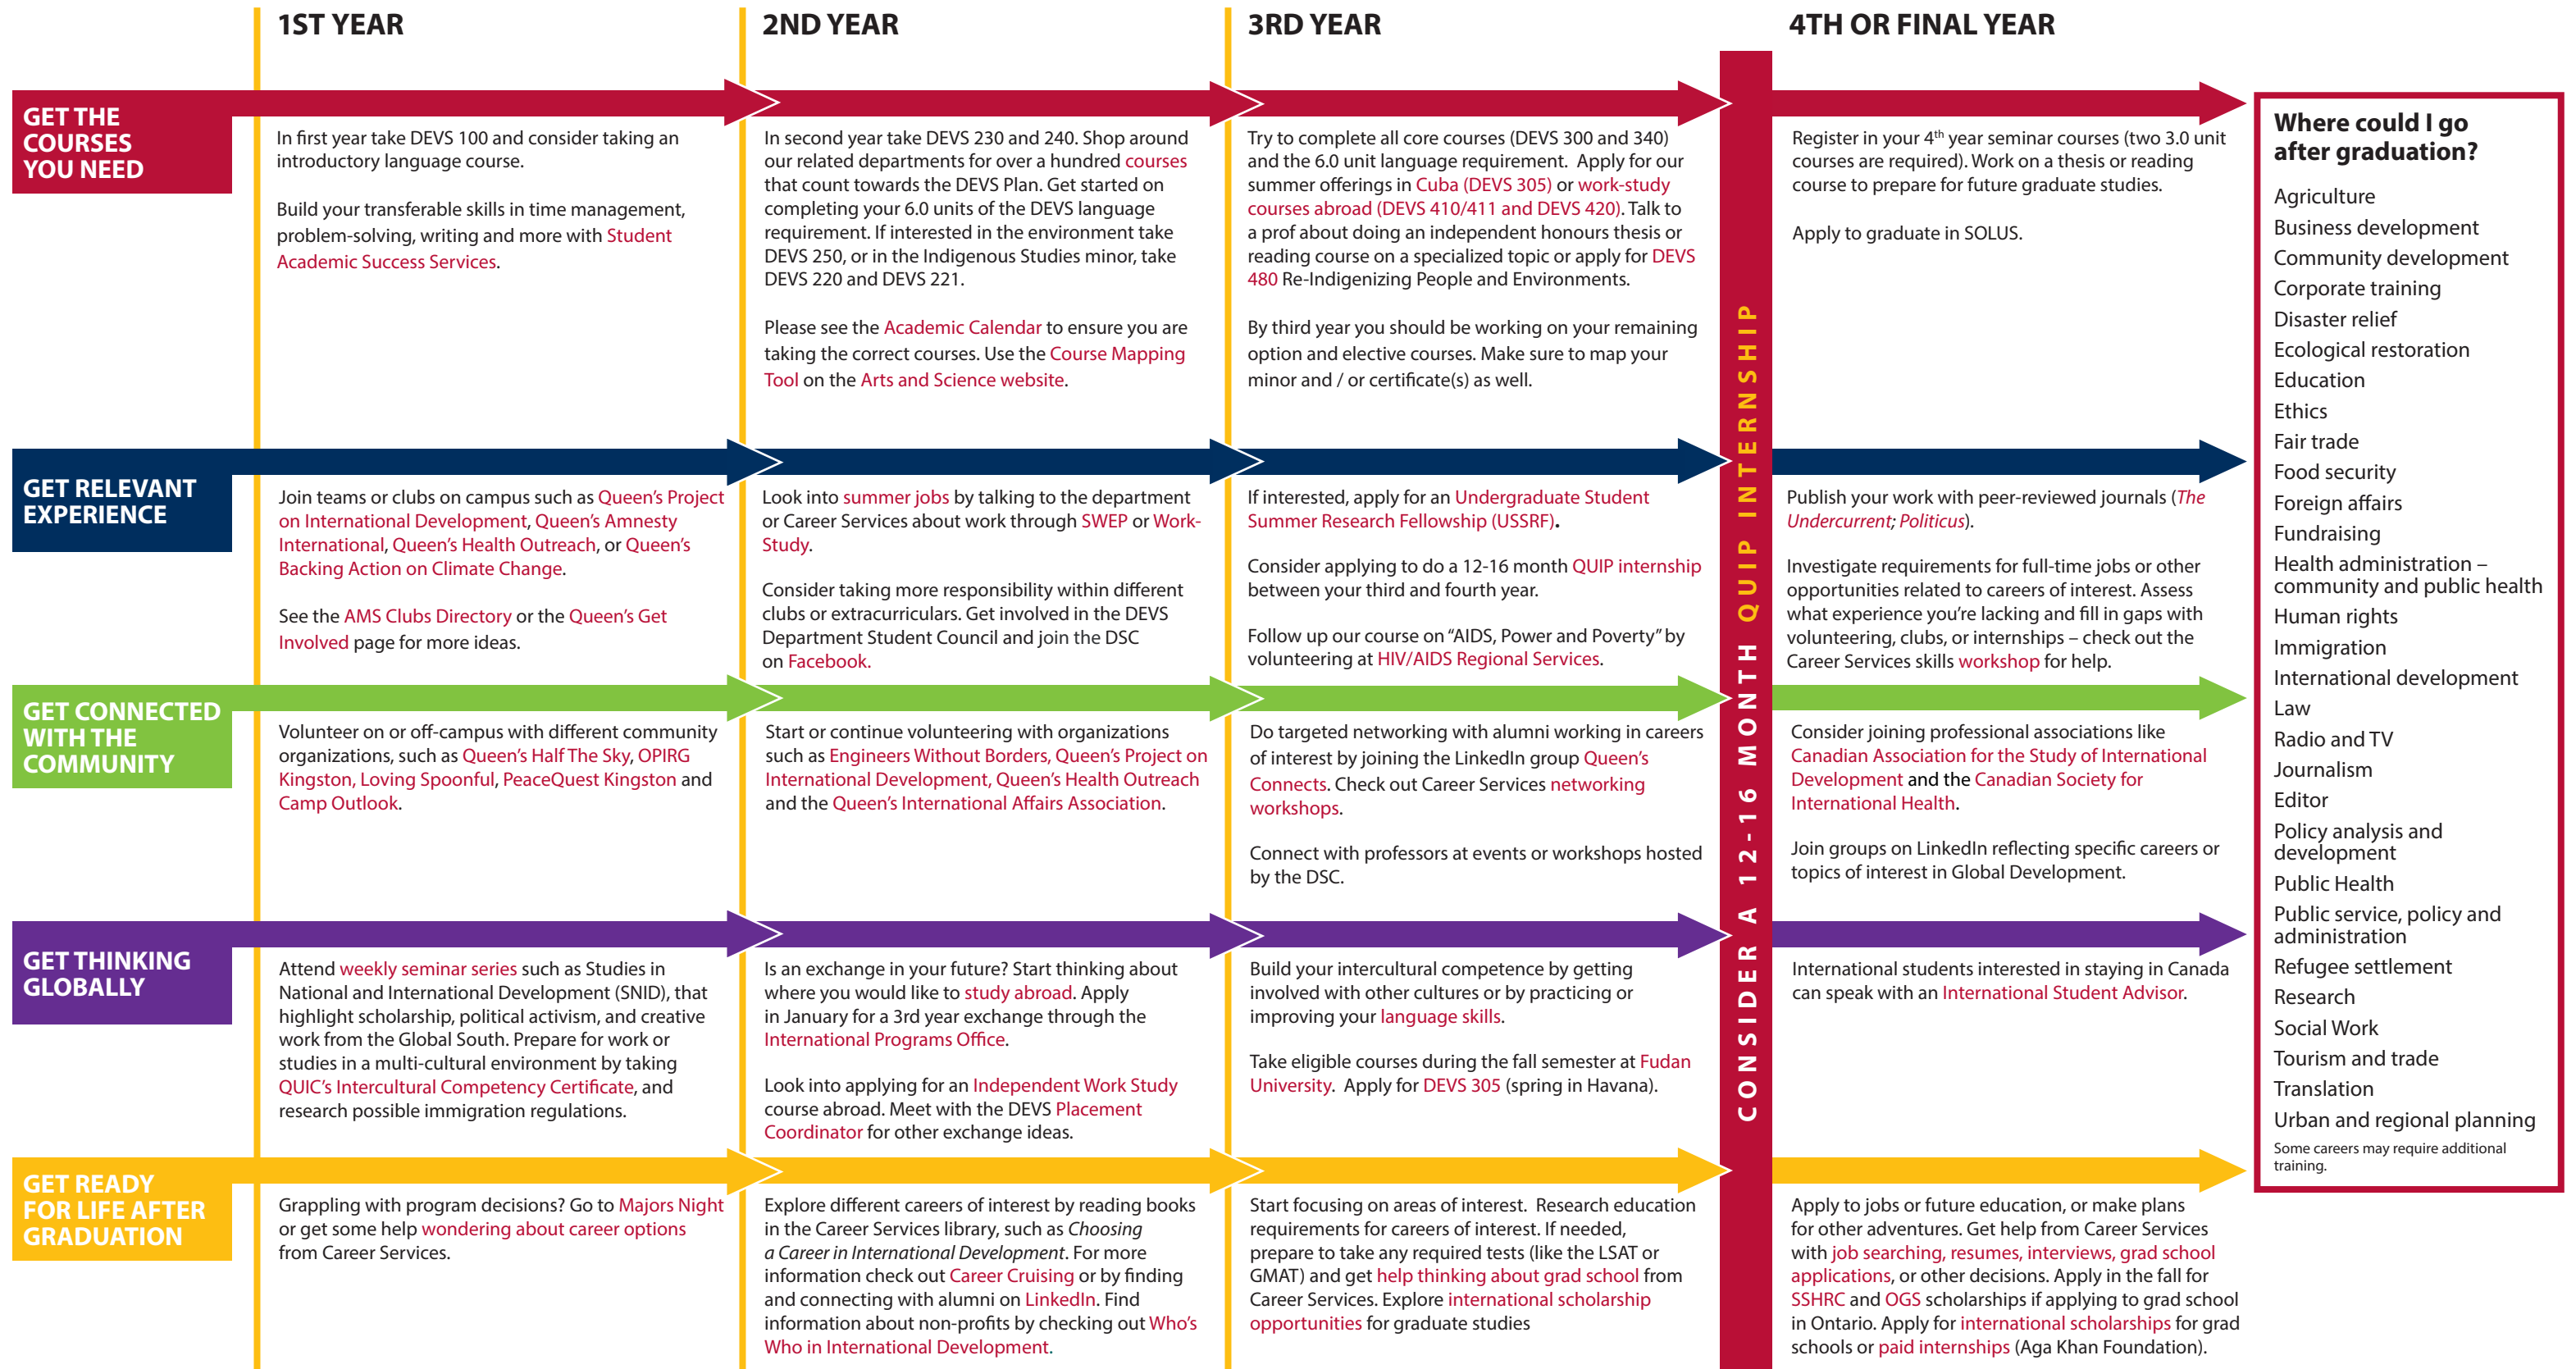 1ST YEAR
2ND YEAR
3RD YEAR
4TH OR FINAL YEAR
GET THE
COURSES
YOU NEED
In first year take DEVS 100 and consider taking an
introductory language course.
Build your transferable skills in time management,
problem-solving, writing and more with Student
Academic Success Services.
In second year take DEVS 230 and 240. Shop around
our related departments for over a hundred courses
that count towards the DEVS Plan. Get started on
completing your 6.0 units of the DEVS language
requirement. If interested in the environment take
DEVS 250, or in the Indigenous Studies minor, take
DEVS 220 and DEVS 221.
Please see the Academic Calendar to ensure you are
taking the correct courses. Use the Course Mapping
Tool on the Arts and Science website.
Try to complete all core courses (DEVS 300 and 340)
and the 6.0 unit language requirement. Apply for our
summer offerings in Cuba (DEVS 305) or work-study
courses abroad (DEVS 410/411 and DEVS 420). Talk to
a prof about doing an independent honours thesis or
reading course on a specialized topic or apply for DEVS
480 Re-Indigenizing People and Environments.
By third year you should be working on your remaining
option and elective courses. Make sure to map your
minor and / or certificate(s) as well.
Register in your 4th year seminar courses (two 3.0 unit
courses are required). Work on a thesis or reading
course to prepare for future graduate studies.
Apply to graduate in SOLUS.
GET RELEVANT
EXPERIENCE
Join teams or clubs on campus such as Queen's Project
on International Development, Queen's Amnesty
International, Queen's Health Outreach, or Queen's
Backing Action on Climate Change.
See the AMS Clubs Directory or the Queen's Get
Involved page for more ideas.
Look into summer jobs by talking to the department
or Career Services about work through SWEP or Work-
Study.
Consider taking more responsibility within different
clubs or extracurriculars. Get involved in the DEVS
Department Student Council and join the DSC
on Facebook.
If interested, apply for an Undergraduate Student
Summer Research Fellowship (USSRF).
Consider applying to do a 12-16 month QUIP internship
between your third and fourth year.
Follow up our course on "AIDS, Power and Poverty" by
volunteering at HIV/AIDS Regional Services.
Publish your work with peer-reviewed journals (The
Undercurrent; Politicus).
Investigate requirements for full-time jobs or other
opportunities related to careers of interest. Assess
what experience you're lacking and fill in gaps with
volunteering, clubs, or internships – check out the
Career Services skills workshop for help.
GET CONNECTED
WITH THE
COMMUNITY
Volunteer on or off-campus with different community
organizations, such as Queen's Half The Sky, OPIRG
Kingston, Loving Spoonful, PeaceQuest Kingston and
Camp Outlook.
Start or continue volunteering with organizations
such as Engineers Without Borders, Queen's Project on
International Development, Queen's Health Outreach
and the Queen's International Affairs Association.
Do targeted networking with alumni working in careers
of interest by joining the LinkedIn group Queen's
Connects. Check out Career Services networking
workshops.
Connect with professors at events or workshops hosted
by the DSC.
Consider joining professional associations like
Canadian Association for the Study of International
Development and the Canadian Society for
International Health.
Join groups on LinkedIn reflecting specific careers or
topics of interest in Global Development.
GET THINKING
GLOBALLY
Attend weekly seminar series such as Studies in
National and International Development (SNID), that
highlight scholarship, political activism, and creative
work from the Global South. Prepare for work or
studies in a multi-cultural environment by taking
QUIC's Intercultural Competency Certificate, and
research possible immigration regulations.
Is an exchange in your future? Start thinking about
where you would like to study abroad. Apply
in January for a 3rd year exchange through the
International Programs Office.
Look into applying for an Independent Work Study
course abroad. Meet with the DEVS Placement
Coordinator for other exchange ideas.
Build your intercultural competence by getting
involved with other cultures or by practicing or
improving your language skills.
Take eligible courses during the fall semester at Fudan
University. Apply for DEVS 305 (spring in Havana).
International students interested in staying in Canada
can speak with an International Student Advisor.
GET READY
FOR LIFE AFTER
GRADUATION
Grappling with program decisions? Go to Majors Night
or get some help wondering about career options
from Career Services.
Explore different careers of interest by reading books
in the Career Services library, such as Choosing
a Career in International Development. For more
information check out Career Cruising or by finding
and connecting with alumni on LinkedIn. Find
information about non-profits by checking out Who's
Who in International Development.
Start focusing on areas of interest. Research education
requirements for careers of interest. If needed,
prepare to take any required tests (like the LSAT or
GMAT) and get help thinking about grad school from
Career Services. Explore international scholarship
opportunities for graduate studies
Apply to jobs or future education, or make plans
for other adventures. Get help from Career Services
with job searching, resumes, interviews, grad school
applications, or other decisions. Apply in the fall for
SSHRC and OGS scholarships if applying to grad school
in Ontario. Apply for international scholarships for grad
schools or paid internships (Aga Khan Foundation).
CONSIDER A 12-16 MONTH QUIP INTERNSHIP
Where could I go
after graduation?
Agriculture
Business development
Community development
Corporate training
Disaster relief
Ecological restoration
Education
Ethics
Fair trade
Food security
Foreign affairs
Fundraising
Health administration –
community and public health
Human rights
Immigration
International development
Law
Radio and TV
Journalism
Editor
Policy analysis and
development
Public Health
Public service, policy and
administration
Refugee settlement
Research
Social Work
Tourism and trade
Translation
Urban and regional planning
Some careers may require additional
training.